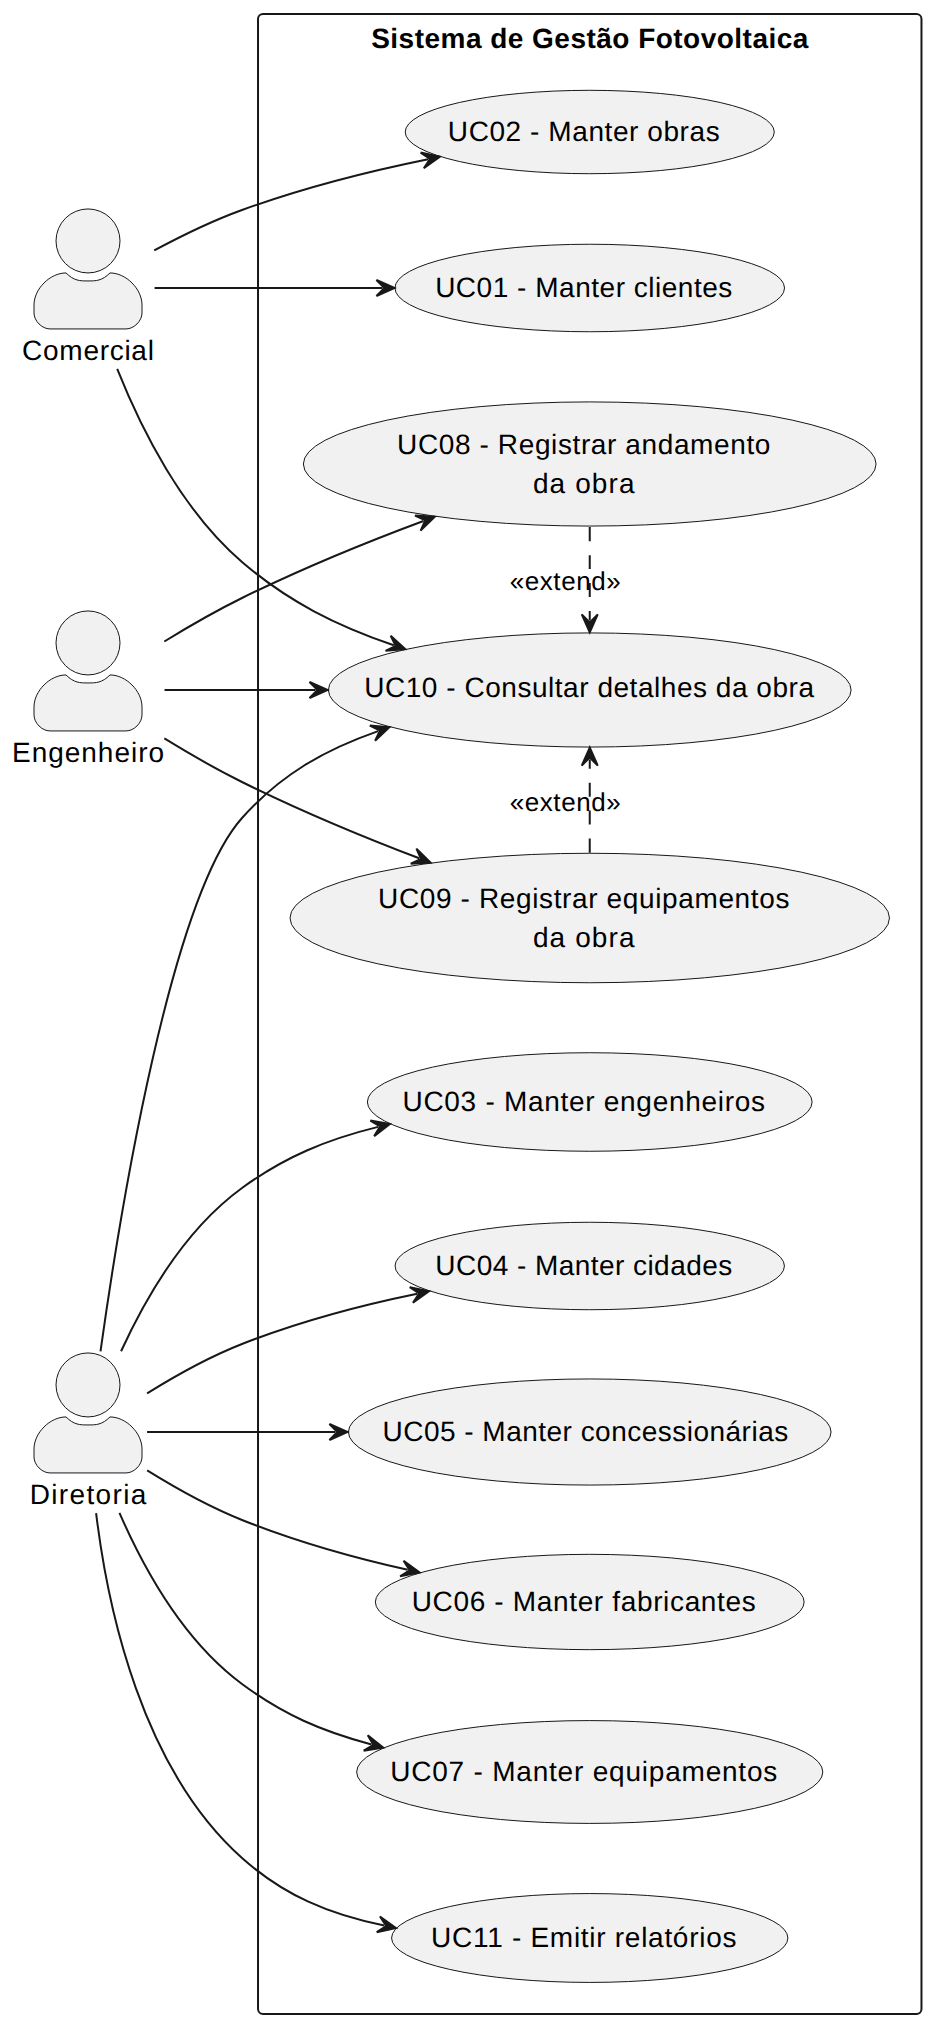 Sistema de Gestão Fotovoltaica
UC02 - Manter obras
UC01 - Manter clientes
Comercial
UC08 - Registrar andamento
da obra
«extend»
UC10 - Consultar detalhes da obra
Engenheiro
«extend»
UC09 - Registrar equipamentos
da obra
UC03 - Manter engenheiros
UC04 - Manter cidades
UC05 - Manter concessionárias
Diretoria
UC06 - Manter fabricantes
UC07 - Manter equipamentos
UC11 - Emitir relatórios